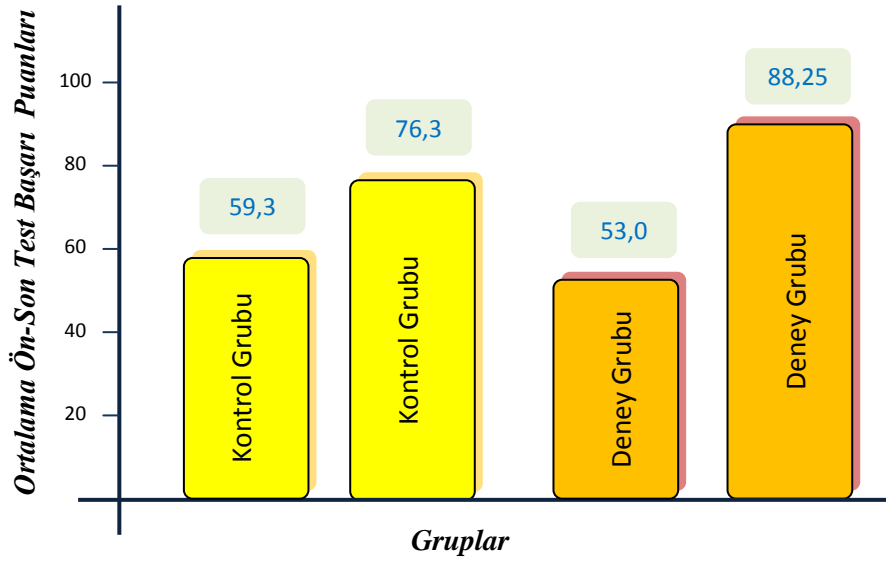 Ortalama Ön-Son Test Başarı Puanları
100
80
60
40
20
59,3
76,3
53,0
88,25
Kontrol Grubu
Kontrol Grubu
Deney Grubu
Deney Grubu
Gruplar